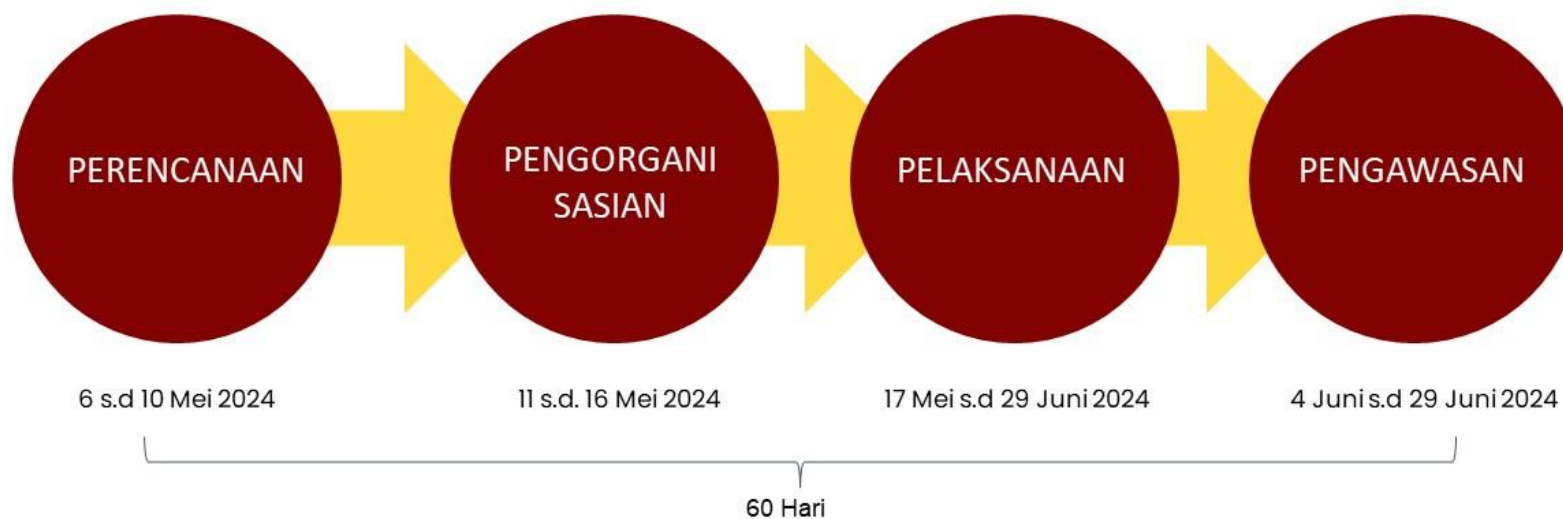 PERENCANAAN
PENGORGANI
SASIAN
PELAKSANAAN
PENGAWASAN
6 s.d 10 Mei 2024
11 s.d. 16 Mei 2024
17 Mei s.d 29 Juni 2024
4 Juni s.d 29 Juni 2024
60 Hari